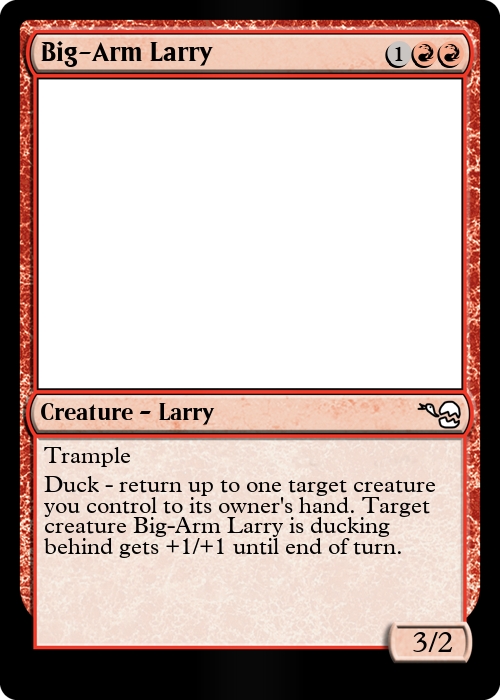 Big-Arm Larry 1
Creature - Larry
Trample
Duck - return up to one target creature
you control to its owner's hand. Target
creature Big-Arm Larry is ducking
behind gets +1/+1 until end of turn.
3/2